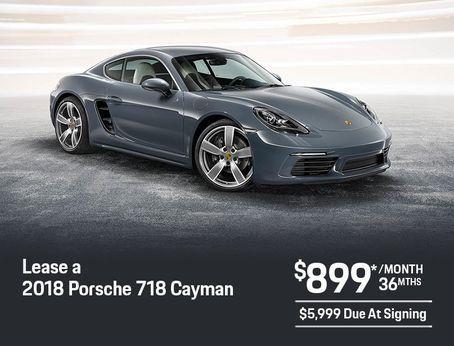 Lease a
2018 Porsche 718 Cayman
$899*/MONTH
36MTHS
$5,999 Due At Signing